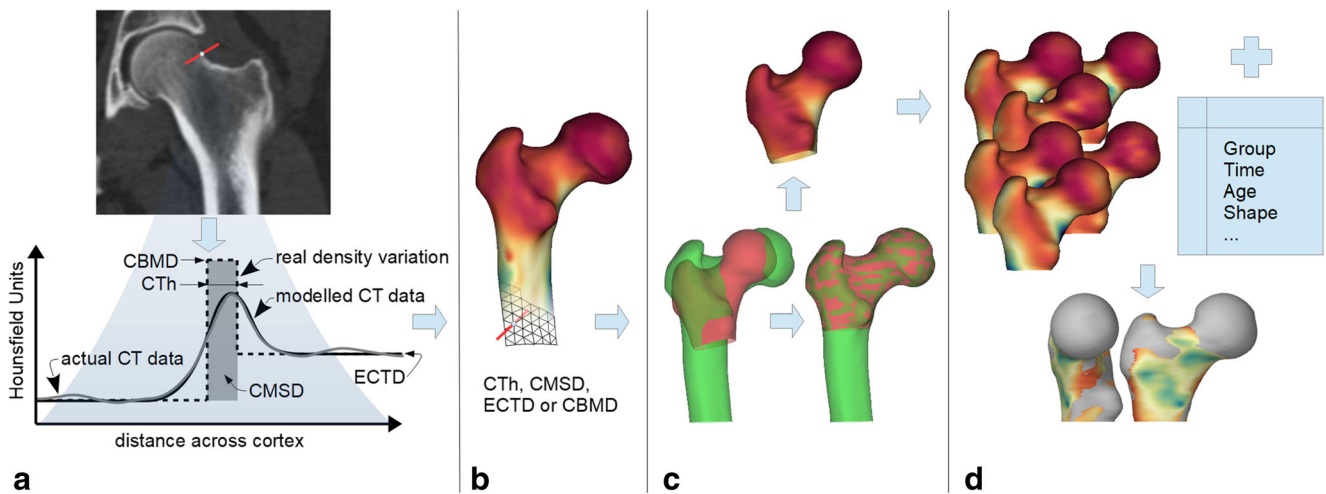 CBMD
CTh
real density variation
modelled CT data
actual CT data
ECTD
CMSD
Hounsfield Units
distance across cortex
a
CTh, CMSD,
ECTD or CBMD
b
c
Group
Time
Age
Shape
...
d